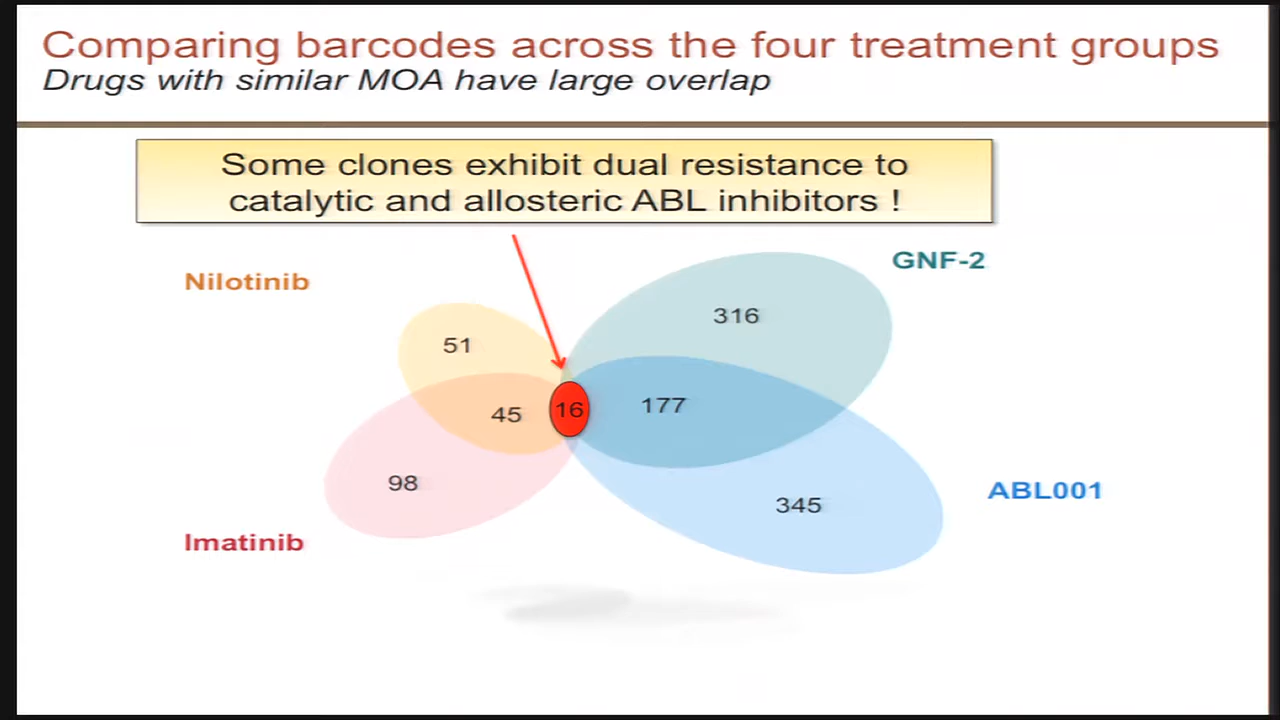 Comparing barcodes across the four treatment groups
Drugs with similar MOA have large overlap
Some clones exhibit dual resistance to
catalytic and allosteric ABL inhibitors !
GNF-2
Nilotinib
316
51
177
45
16
98
ABL001
345
Imatinib